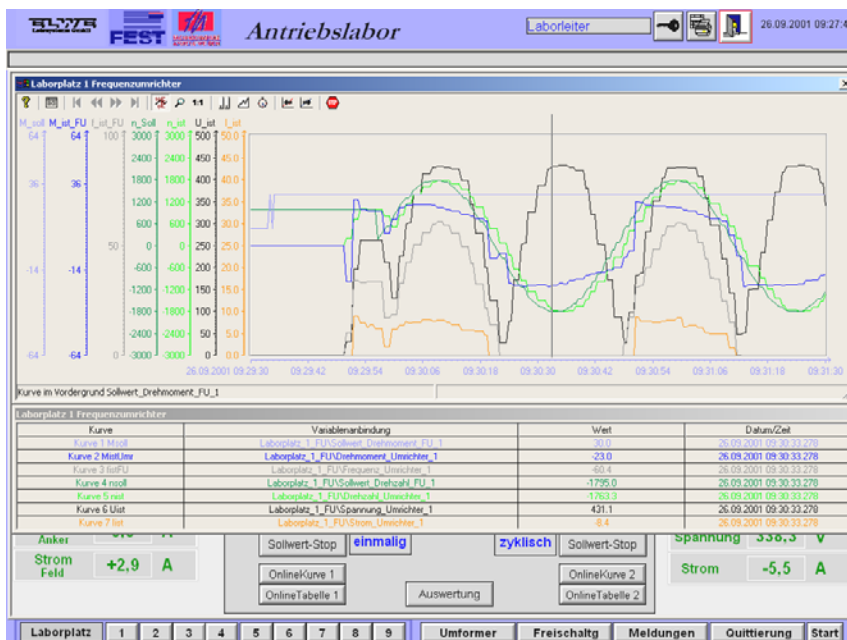 ELWE
FEST
Antriebslabor
Laborleiter
26.09.2001 09:27:4
Laborplatz 1 Frequenzumrichter
1:1
STOP
M_soll M_ist_FU f_ist_FU n_Soll n_ist U_ist I_ist
64 64 100 3000 3000 500 50.0
2400 2400 450 45.0
36 36 1800 1800 400 40.0
1200 1200 350 35.0
600 600 300 30.0
50 0 0 250 25.0
-14 -14 -600 -600 200 20.0
-1200 -1200 150 15.0
-1800 -1800 100 10.0
-2400 -2400 50 5.0
-64 -64 0 -3000 -3000 0 0.0
26.09.2001 09:29:30 09:29:42 09:29:54 09:30:06 09:30:18 09:30:30 09:30:42 09:30:54 09:31:06 09:31:18 09:31:30
Kurve im Vordergrund Sollwert_Drehmoment_FU_1
Laborplatz 1 Frequenzumrichter
Kurve Variablenanbindung Wert Datum/Zeit
Kurve 1 Msoll Laborplatz_1_FU\Sollwert_Drehmoment_FU_1 30.0 26.09.2001 09:30:33.278
Kurve 2 MistUmr Laborplatz_1_FU\Drehmoment_Umrichter_1 -23.0 26.09.2001 09:30:33.278
Kurve 3 fistFU Laborplatz_1_FU\Frequenz_Umrichter_1 -60.4 26.09.2001 09:30:33.278
Kurve 4 nsoll Laborplatz_1_FU\Sollwert_Drehzahl_FU_1 -1795.0 26.09.2001 09:30:33.278
Kurve 5 nist Laborplatz_1_FU\Drehzahl_Umrichter_1 -1763.3 26.09.2001 09:30:33.278
Kurve 6 Uist Laborplatz_1_FU\Spannung_Umrichter_1 431.1 26.09.2001 09:30:33.278
Kurve 7 Iist Laborplatz_1_FU\Strom_Umrichter_1 -8.4 26.09.2001 09:30:33.278
Anker Sollwert-Stop einmalig zyklisch Sollwert-Stop Spannung 338,3 V
Strom Feld +2,9 A OnlineKurve 1 OnlineKurve 2 Strom -5,5 A
OnlineTabelle 1 Auswertung OnlineTabelle 2
Laborplatz 1 2 3 4 5 6 7 8 9 Umformer Freischaltg Meldungen Quittierung Start